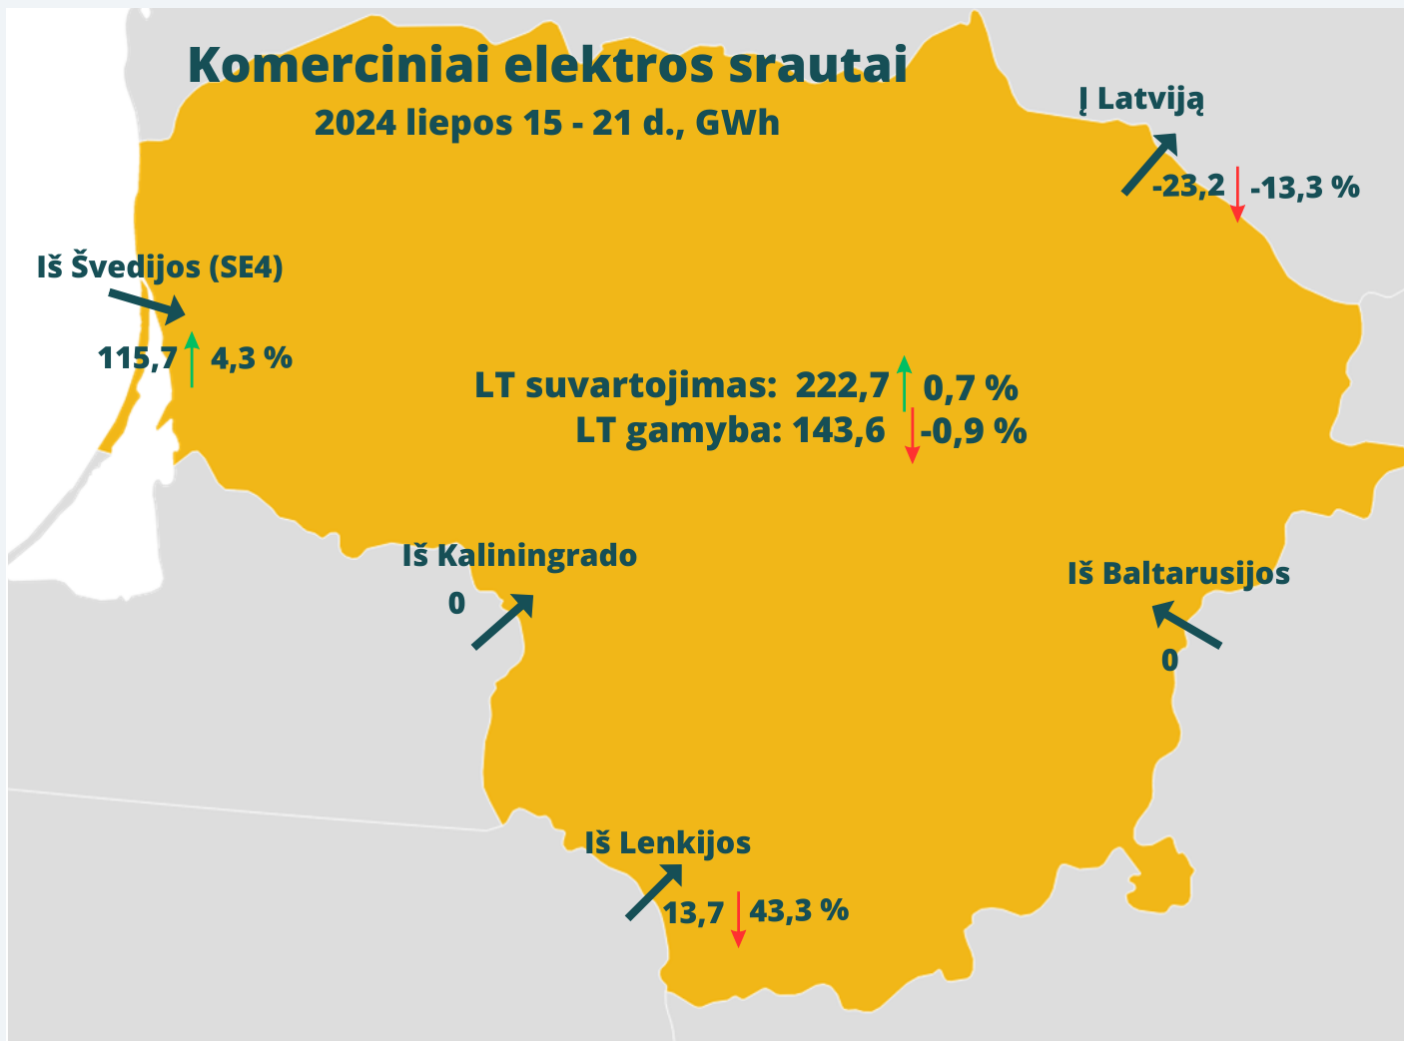 Komerciniai elektros srautai
2024 liepos 15 - 21 d., GWh
Į Latviją
-23,2 -13,3 %
Iš Švedijos (SE4)
115,7 4,3 %
LT suvartojimas: 222,7 0,7 %
LT gamyba: 143,6 -0,9 %
Iš Kaliningrado
0
Iš Baltarusijos
0
Iš Lenkijos
13,7 43,3 %